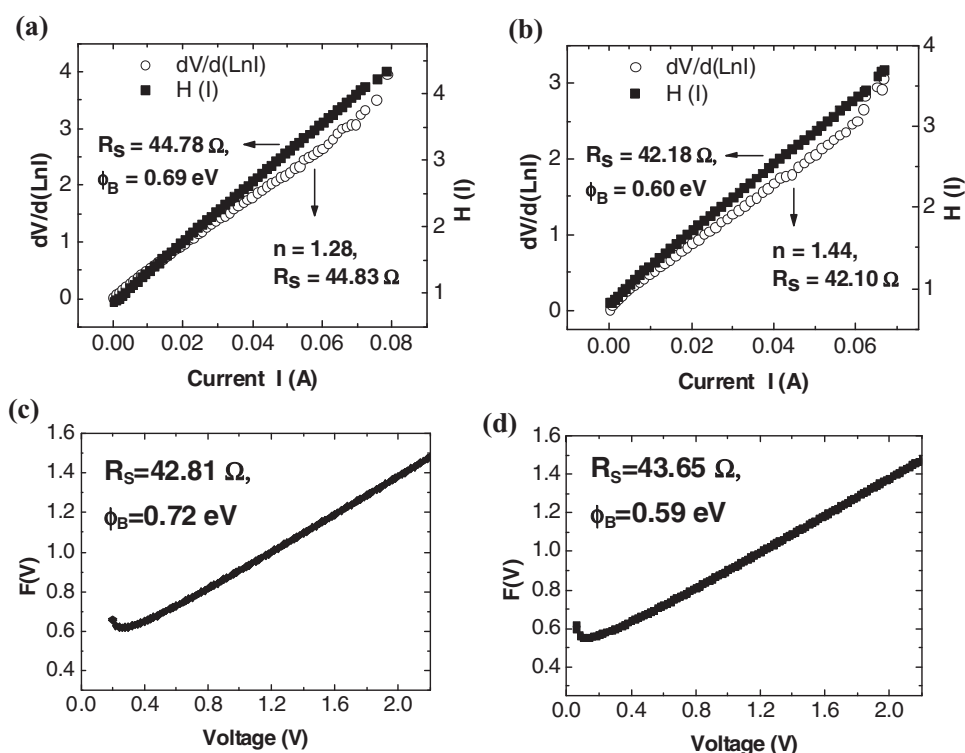 (a)
dV/d(LnI)
H (I)
R_S = 44.78 Ω,
ϕ_B = 0.69 eV
n = 1.28,
R_S = 44.83 Ω
4
3
2
1
0
dV/d(LnI)
4
3
2
1
H (I)
0.00 0.02 0.04 0.06 0.08
Current I (A)
(b)
dV/d(LnI)
H (I)
R_S = 42.18 Ω,
ϕ_B = 0.60 eV
n = 1.44,
R_S = 42.10 Ω
3
2
1
0
dV/d(LnI)
4
3
2
1
H (I)
0.00 0.02 0.04 0.06
Current I (A)
(c)
R_S=42.81 Ω,
ϕ_B=0.72 eV
1.6
1.4
1.2
1.0
0.8
0.6
0.4
F(V)
0.0 0.4 0.8 1.2 1.6 2.0
Voltage (V)
(d)
R_S=43.65 Ω,
ϕ_B=0.59 eV
1.6
1.4
1.2
1.0
0.8
0.6
0.4
F(V)
0.0 0.4 0.8 1.2 1.6 2.0
Voltage (V)